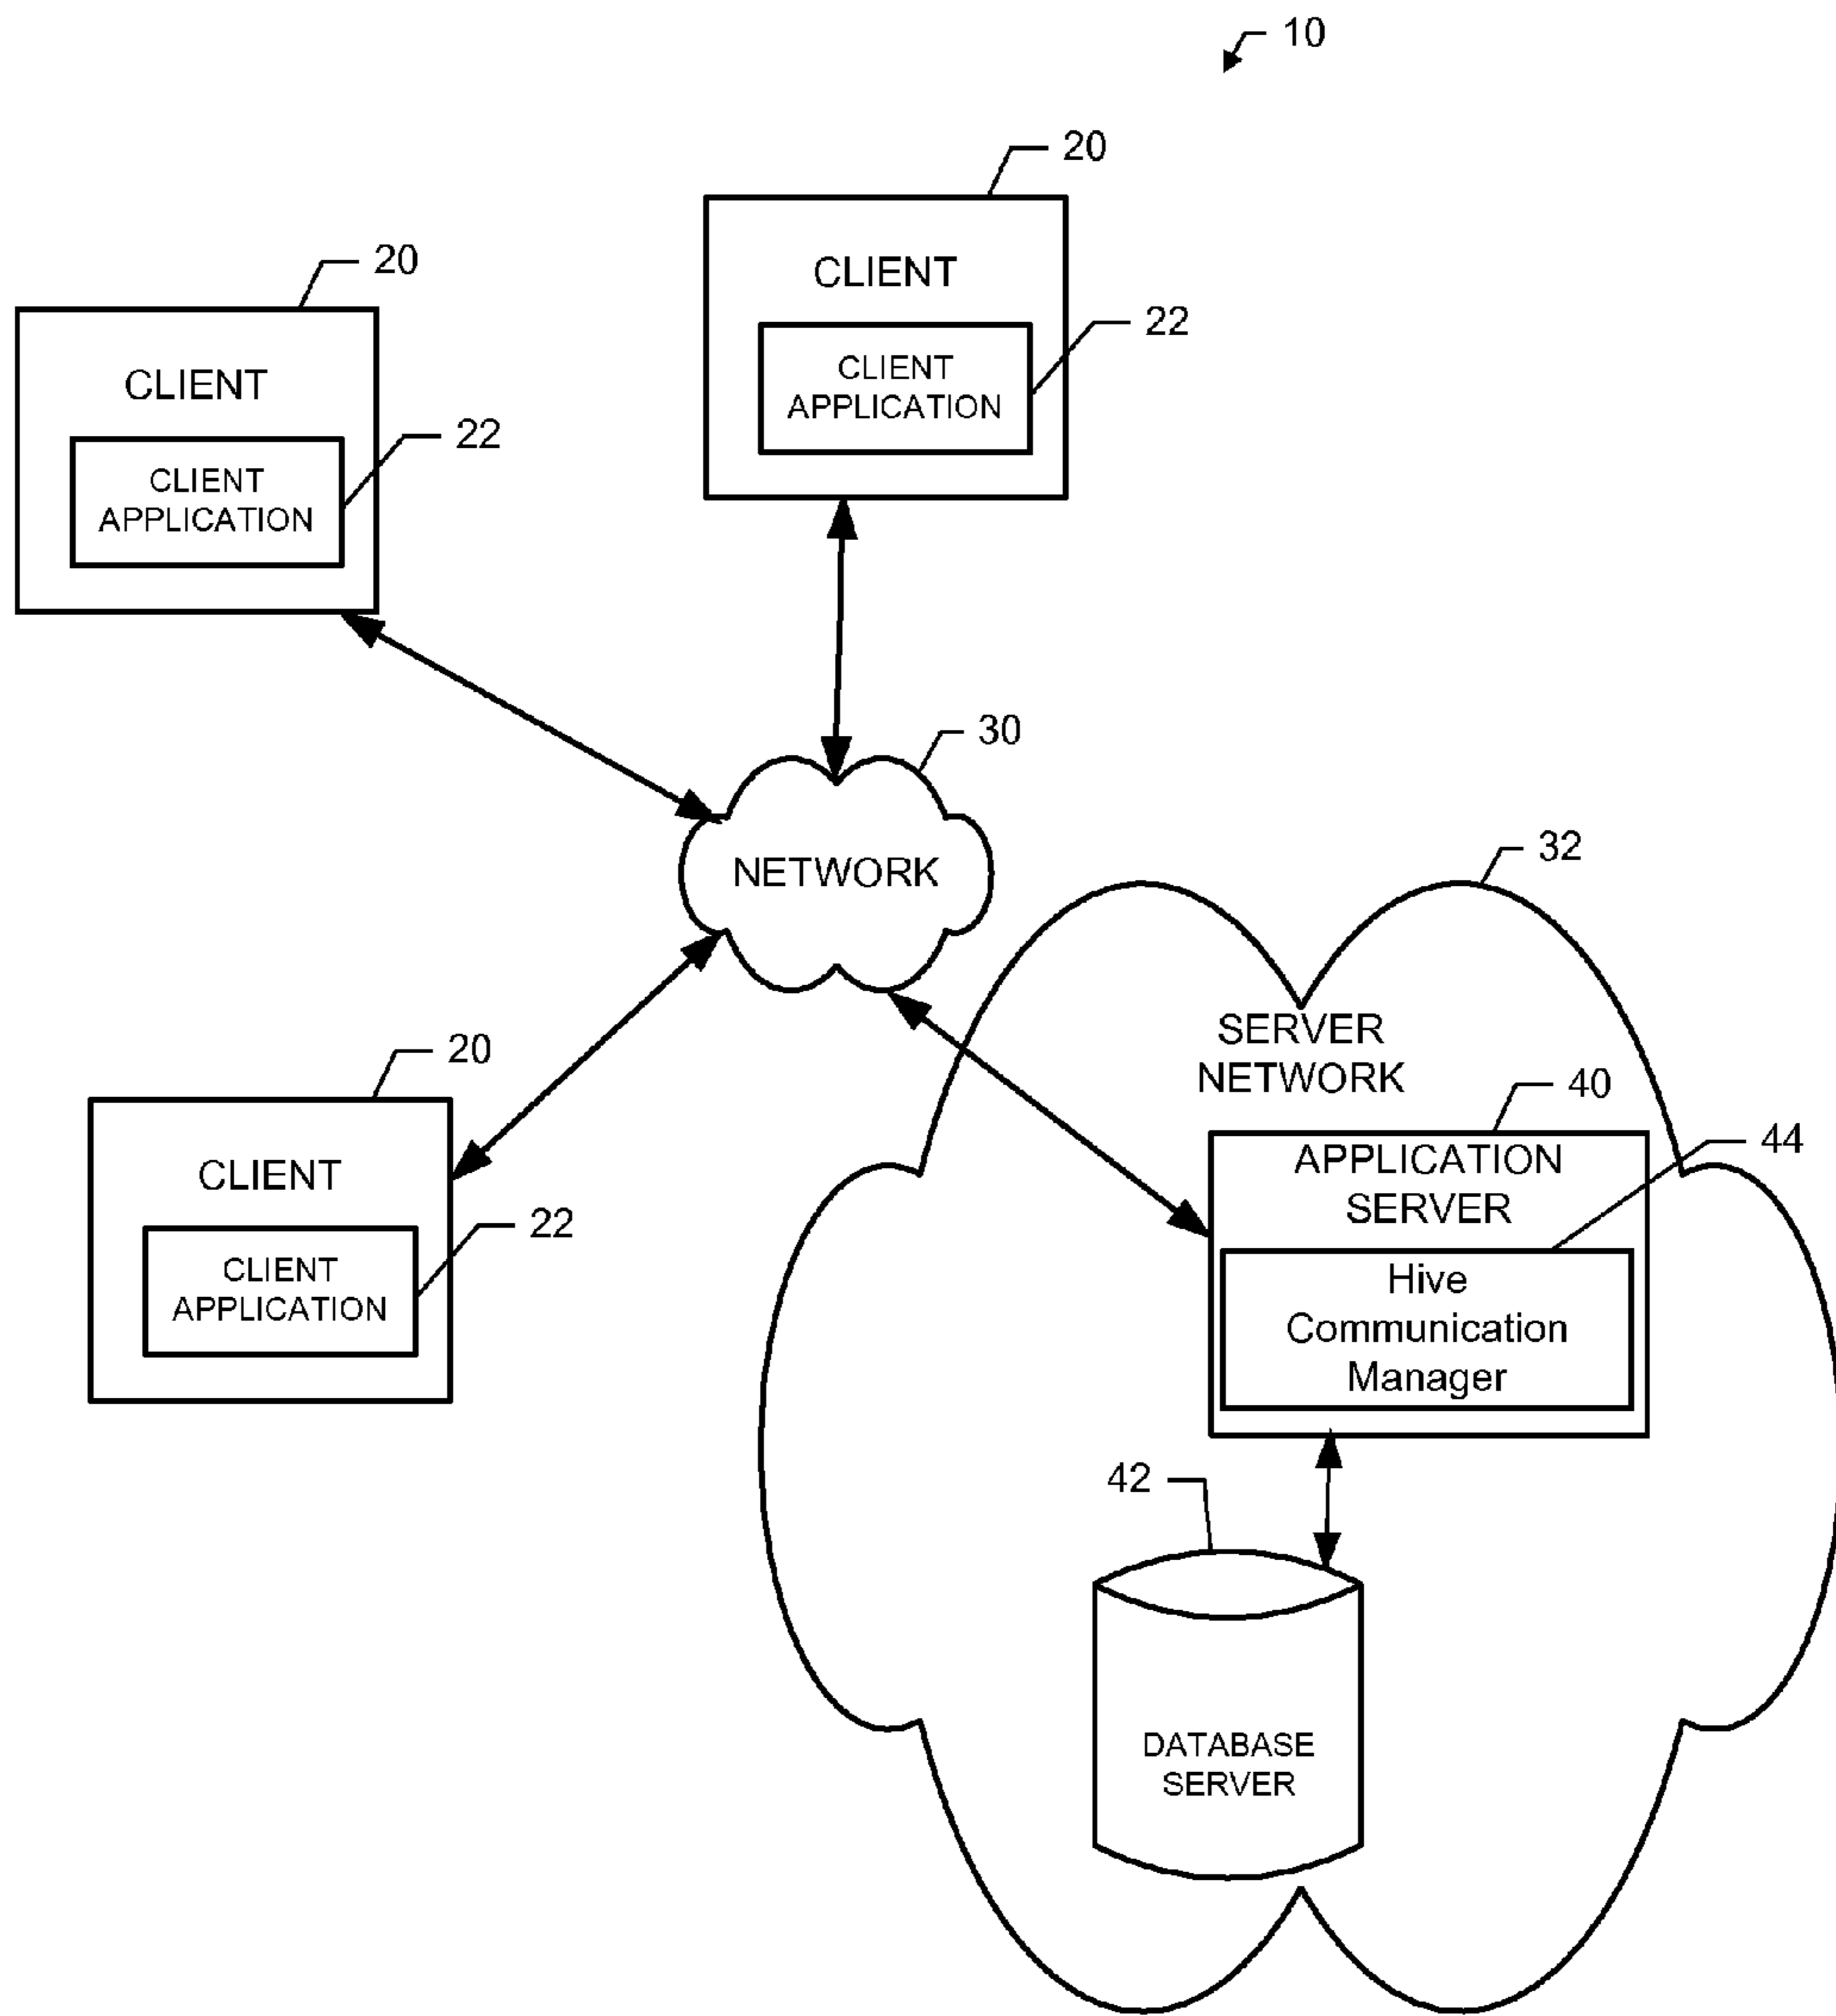 10
20
CLIENT
22
CLIENT
APPLICATION
20
CLIENT
22
CLIENT
APPLICATION
30
NETWORK
32
SERVER
NETWORK
20
CLIENT
22
CLIENT
APPLICATION
40
APPLICATION
SERVER
44
Hive
Communication
Manager
42
DATABASE
SERVER